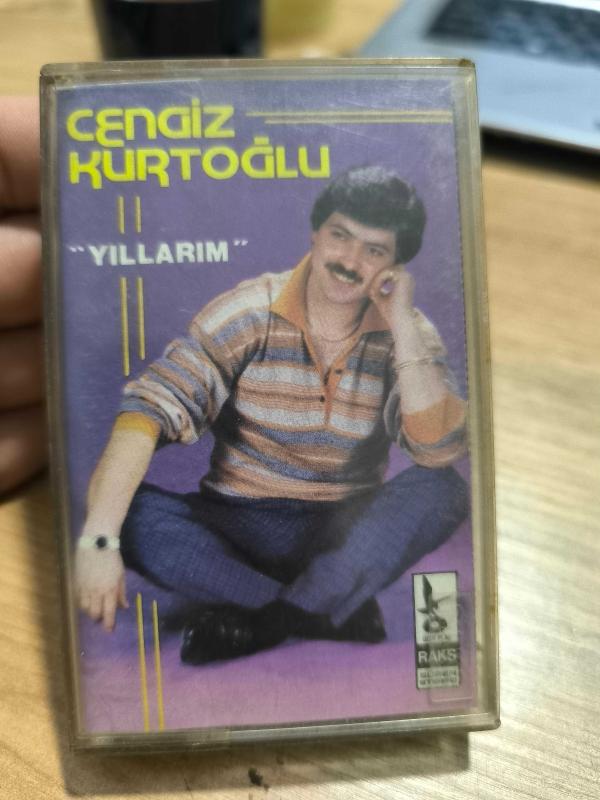 CENGİZ
KURTOĞLU
"YILLARIM"
RAKS